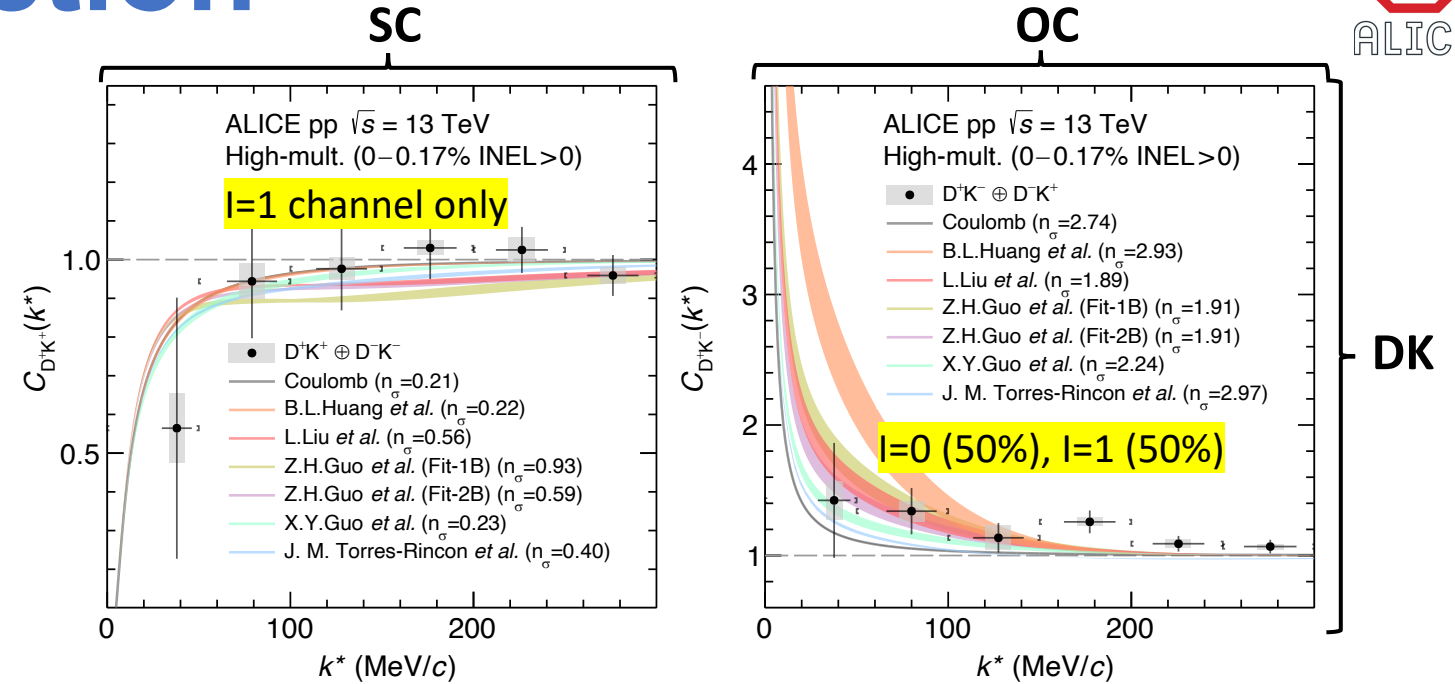 SC
OC
ALIC
ALICE pp √s = 13 TeV
High-mult. (0−0.17% INEL>0)
I=1 channel only
D⁺K⁺ ⊕ D⁻K⁻
Coulomb (nσ=0.21)
B.L.Huang et al. (nσ=0.22)
L.Liu et al. (nσ=0.56)
Z.H.Guo et al. (Fit-1B) (nσ=0.93)
Z.H.Guo et al. (Fit-2B) (nσ=0.59)
X.Y.Guo et al. (nσ=0.23)
J. M. Torres-Rincon et al. (nσ=0.40)
1.0
0.5
C_D⁺K⁺(k*)
0 100 200
k* (MeV/c)
ALICE pp √s = 13 TeV
High-mult. (0−0.17% INEL>0)
D⁺K⁻ ⊕ D⁻K⁺
Coulomb (nσ=2.74)
B.L.Huang et al. (nσ=2.93)
L.Liu et al. (nσ=1.89)
Z.H.Guo et al. (Fit-1B) (nσ=1.91)
Z.H.Guo et al. (Fit-2B) (nσ=1.91)
X.Y.Guo et al. (nσ=2.24)
J. M. Torres-Rincon et al. (nσ=2.97)
I=0 (50%), I=1 (50%)
4
3
2
1
C_D⁺K⁻(k*)
0 100 200
k* (MeV/c)
DK